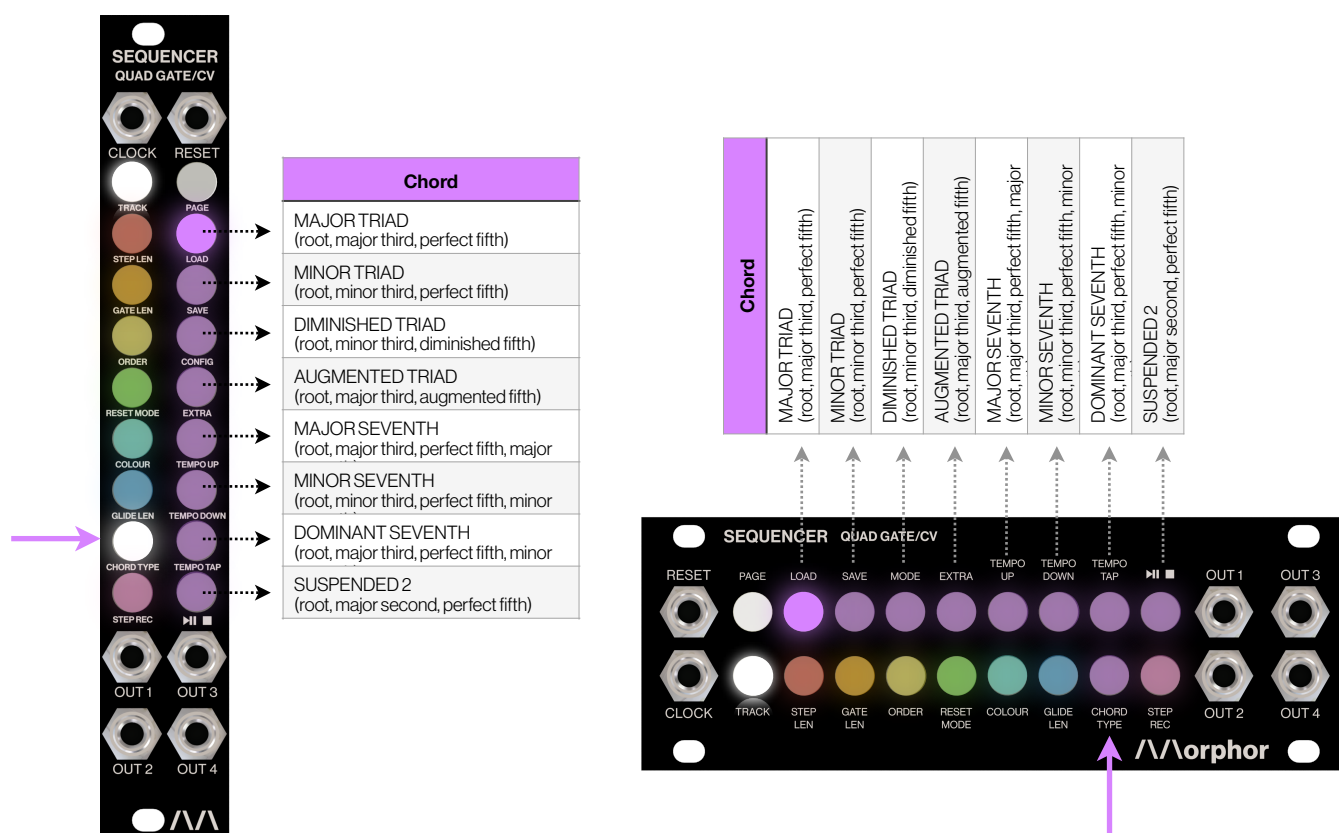 SEQUENCER
QUAD GATE/CV
CLOCK RESET
TRACK PAGE
STEP LEN LOAD
GATE LEN SAVE
ORDER CONFIG
RESET MODE EXTRA
COLOUR TEMPO UP
GLIDE LEN TEMPO DOWN
CHORD TYPE TEMPO TAP
STEP REC
OUT 1 OUT 3
OUT 2 OUT 4
Chord
MAJOR TRIAD
(root, major third, perfect fifth)
MINOR TRIAD
(root, minor third, perfect fifth)
DIMINISHED TRIAD
(root, minor third, diminished fifth)
AUGMENTED TRIAD
(root, major third, augmented fifth)
MAJOR SEVENTH
(root, major third, perfect fifth, major
MINOR SEVENTH
(root, minor third, perfect fifth, minor
DOMINANT SEVENTH
(root, major third, perfect fifth, minor
SUSPENDED 2
(root, major second, perfect fifth)
Chord
MAJOR TRIAD
(root, major third, perfect fifth)
MINOR TRIAD
(root, minor third, perfect fifth)
DIMINISHED TRIAD
(root, minor third, diminished fifth)
AUGMENTED TRIAD
(root, major third, augmented fifth)
MAJOR SEVENTH
(root, major third, perfect fifth, major
MINOR SEVENTH
(root, minor third, perfect fifth, minor
DOMINANT SEVENTH
(root, major third, perfect fifth, minor
SUSPENDED 2
(root, major second, perfect fifth)
SEQUENCER QUAD GATE/CV
RESET PAGE LOAD SAVE MODE EXTRA TEMPO UP TEMPO DOWN TEMPO TAP OUT 1 OUT 3
CLOCK TRACK STEP LEN GATE LEN ORDER RESET MODE COLOUR GLIDE LEN CHORD TYPE STEP REC OUT 2 OUT 4
/\/\orphor